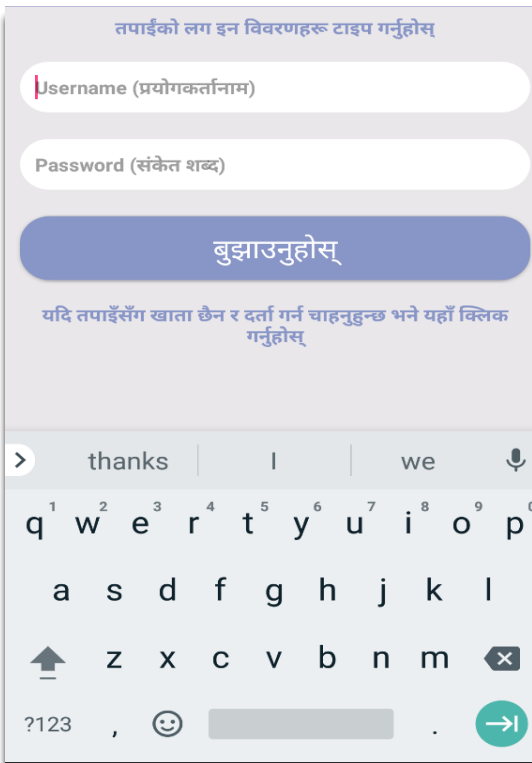 तपाईंको लग इन विवरणहरू टाइप गर्नुहोस्
Username (प्रयोगकर्तानाम)
Password (संकेत शब्द)
बुझाउनुहोस्
यदि तपाइँसँग खाता छैन र दर्ता गर्न चाहनुहुन्छ भने यहाँ क्लिक
गर्नुहोस्
thanks I we
1 2 3 4 5 6 7 8 9 0
q w e r t y u i o p
a s d f g h j k l
z x c v b n m
?123 , .